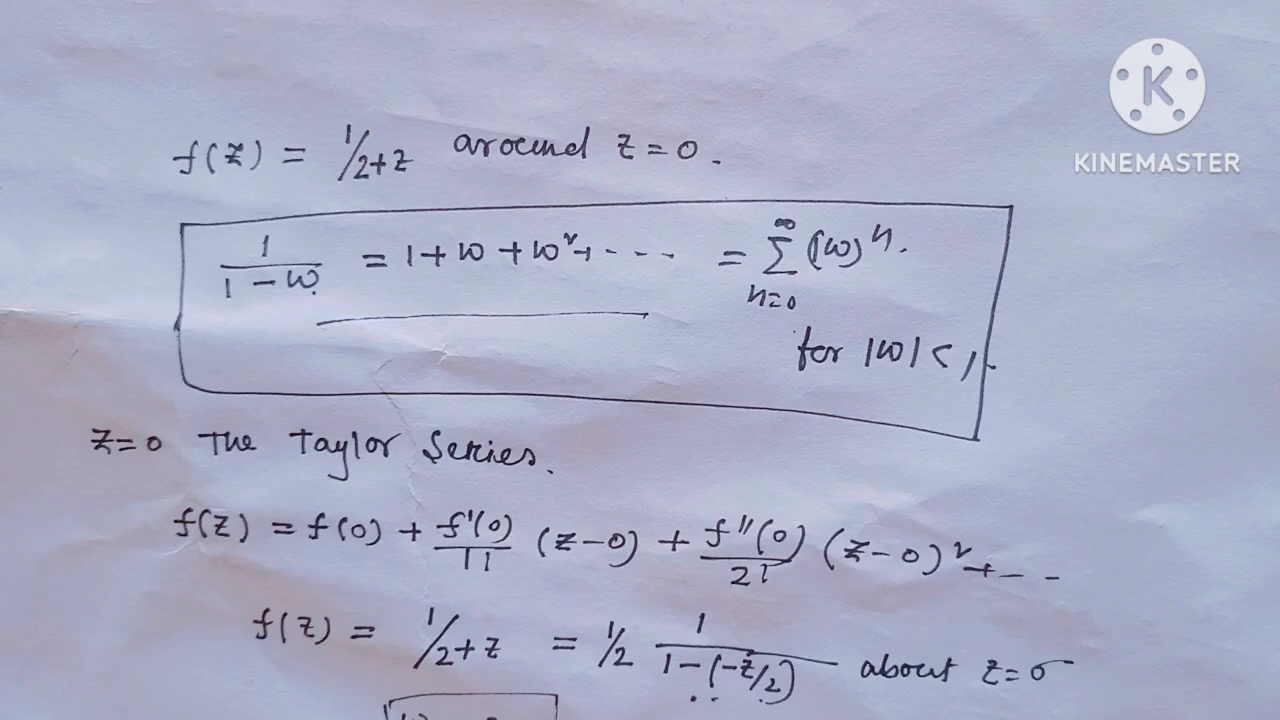 K
KINEMASTER
f(z) = 1/2+z around z=0.
1/1-w = 1+w+w²+---- = ∞∑n=0 (w)ⁿ.
for |w|<1.
z=0 The Taylor Series.
f(z) = f(0) + f'(0)/1! (z-0) + f''(0)/2! (z-0)²+--
f(z) = 1/2+z = 1/2 1/1-(-z/2) about z=0